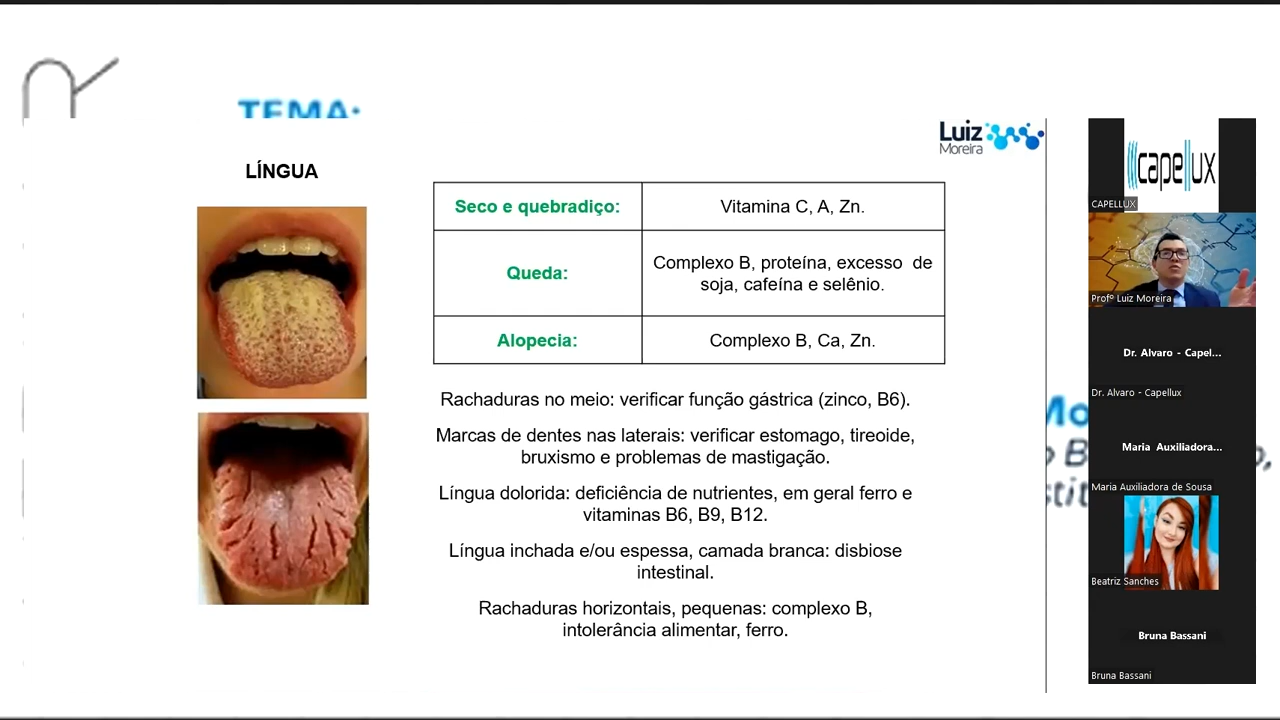 TEMA:
Luiz
Moreira
LÍNGUA
Seco e quebradiço:
Vitamina C, A, Zn.
Queda:
Complexo B, proteína, excesso de
soja, cafeína e selênio.
Alopecia:
Complexo B, Ca, Zn.
Rachaduras no meio: verificar função gástrica (zinco, B6).
Marcas de dentes nas laterais: verificar estomago, tireoide,
bruxismo e problemas de mastigação.
Língua dolorida: deficiência de nutrientes, em geral ferro e
vitaminas B6, B9, B12.
Língua inchada e/ou espessa, camada branca: disbiose
intestinal.
Rachaduras horizontais, pequenas: complexo B,
intolerância alimentar, ferro.
capellux
CAPELLUX
Profº Luiz Moreira
Dr. Alvaro - Capel...
Dr. Alvaro - Capellux
Maria Auxiliadora...
Maria Auxiliadora de Sousa
Beatriz Sanches
Bruna Bassani
Bruna Bassani